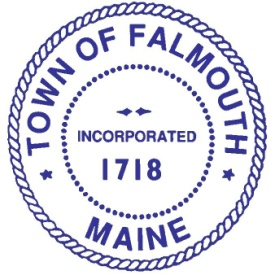 TOWN OF FALMOUTH
INCORPORATED
1718
MAINE